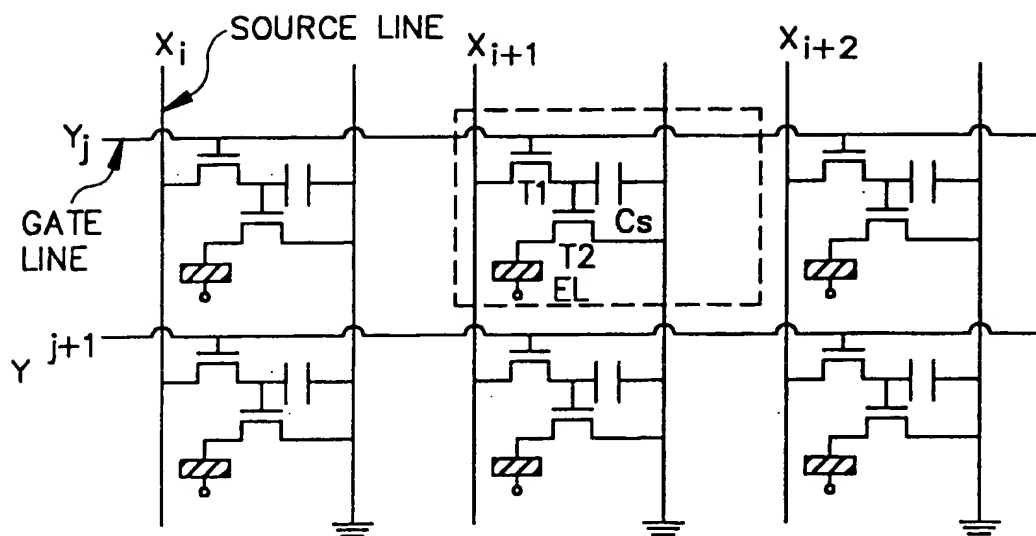 SOURCE LINE
Xi
Xi+1
Xi+2
Yj
GATE
LINE
T1
Cs
T2
EL
Y j+1